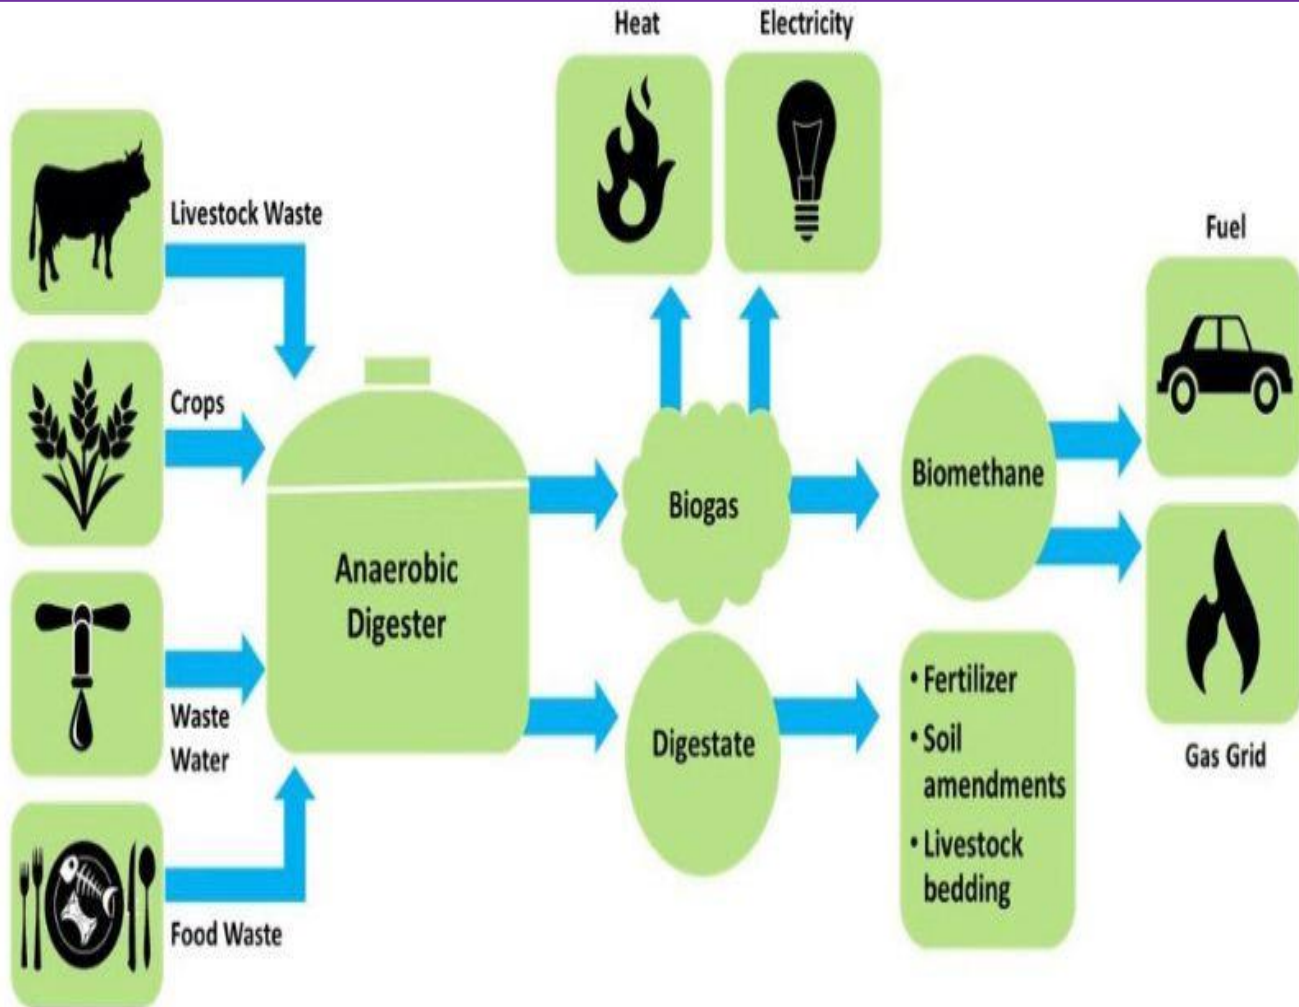 Heat
Electricity
Livestock Waste
Crops
Waste
Water
Food Waste
Anaerobic
Digester
Biogas
Digestate
Biomethane
• Fertilizer
• Soil
amendments
• Livestock
bedding
Fuel
Gas Grid